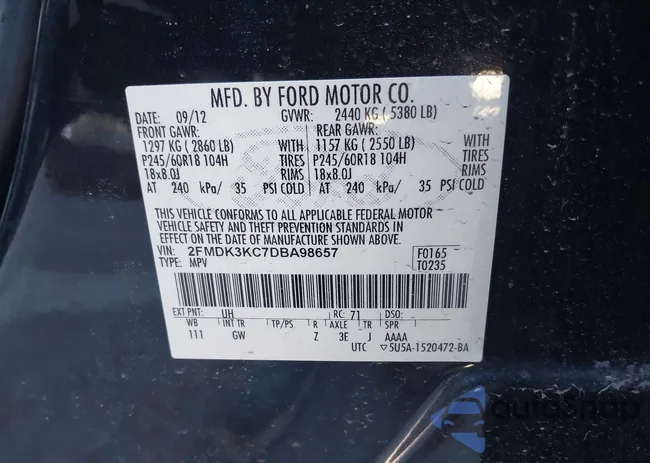 MFD. BY FORD MOTOR CO.
DATE: 09/12 GVWR: 2440 KG ( 5380 LB)
FRONT GAWR: REAR GAWR:
1297 KG ( 2860 LB) WITH 1157 KG ( 2550 LB) WITH
P245/60R18 104H TIRES P245/60R18 104H TIRES
18x8.0J RIMS 18x8.0J RIMS
AT 240 kPa/ 35 PSI COLD AT 240 kPa/ 35 PSI COLD
THIS VEHICLE CONFORMS TO ALL APPLICABLE FEDERAL MOTOR
VEHICLE SAFETY AND THEFT PREVENTION STANDARDS IN
EFFECT ON THE DATE OF MANUFACTURE SHOWN ABOVE.
VIN: 2FMDK3KC7DBA98657 F0165
TYPE: MPV T0235
EXT PNT: UH RC: 71 DSO:
WB INT TR TP/PS R AXLE TR SPR
111 GW Z 3E J AAAA
UTC ▽5U5A-1520472-BA
autosnap